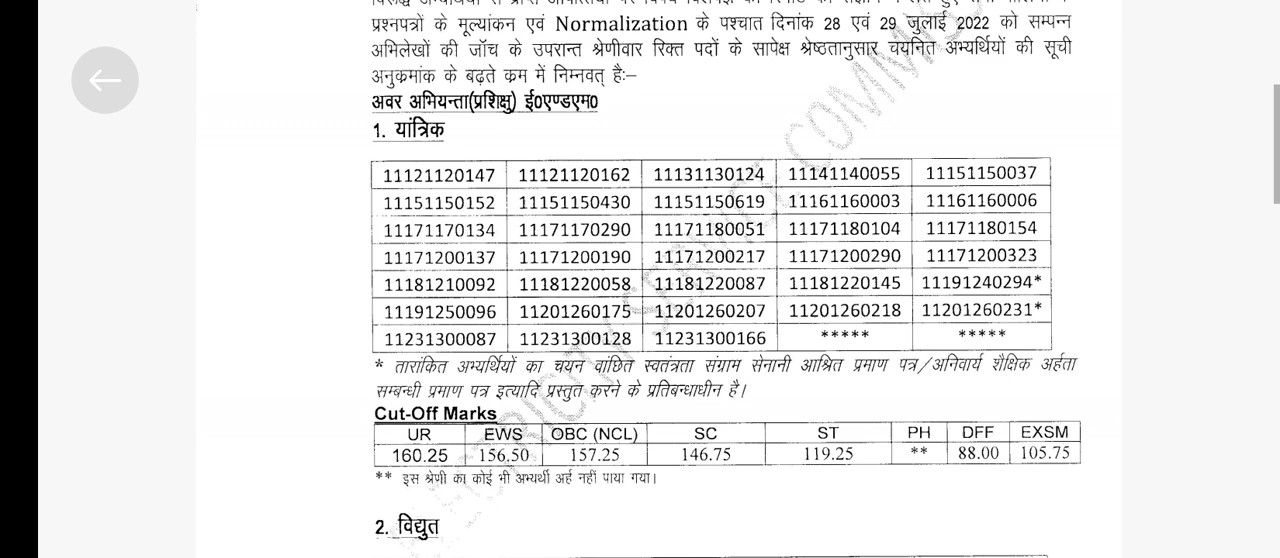 प्रश्नपत्रों के मूल्यांकन एवं Normalization के पश्चात दिनांक 28 एवं 29 जुलाई 2022 को सम्पन्न
अभिलेखों की जॉच के उपरान्त श्रेणीवार रिक्त पदों के सापेक्ष श्रेष्ठतानुसार चयनित अभ्यर्थियों की सूची
अनुक्रमांक के बढ़ते क्रम में निम्नवत् हैः–
अवर अभियन्ता(प्रशिक्षु) ई0एण्डएम0
1. यांत्रिक
11121120147 11121120162 11131130124 11141140055 11151150037
11151150152 11151150430 11151150619 11161160003 11161160006
11171170134 11171170290 11171180051 11171180104 11171180154
11171200137 11171200190 11171200217 11171200290 11171200323
11181210092 11181220058 11181220087 11181220145 11191240294*
11191250096 11201260175 11201260207 11201260218 11201260231*
11231300087 11231300128 11231300166 ***** *****
* तारांकित अभ्यर्थियों का चयन वांछित स्वतंत्रता संग्राम सेनानी आश्रित प्रमाण पत्र/अनिवार्य शैक्षिक अर्हता
सम्बन्धी प्रमाण पत्र इत्यादि प्रस्तुत करने के प्रतिबन्धाधीन है।
Cut-Off Marks
UR EWS OBC (NCL) SC ST PH DFF EXSM
160.25 156.50 157.25 146.75 119.25 ** 88.00 105.75
** इस श्रेणी का कोई भी अभ्यर्थी अर्ह नहीं पाया गया।
2. विद्युत